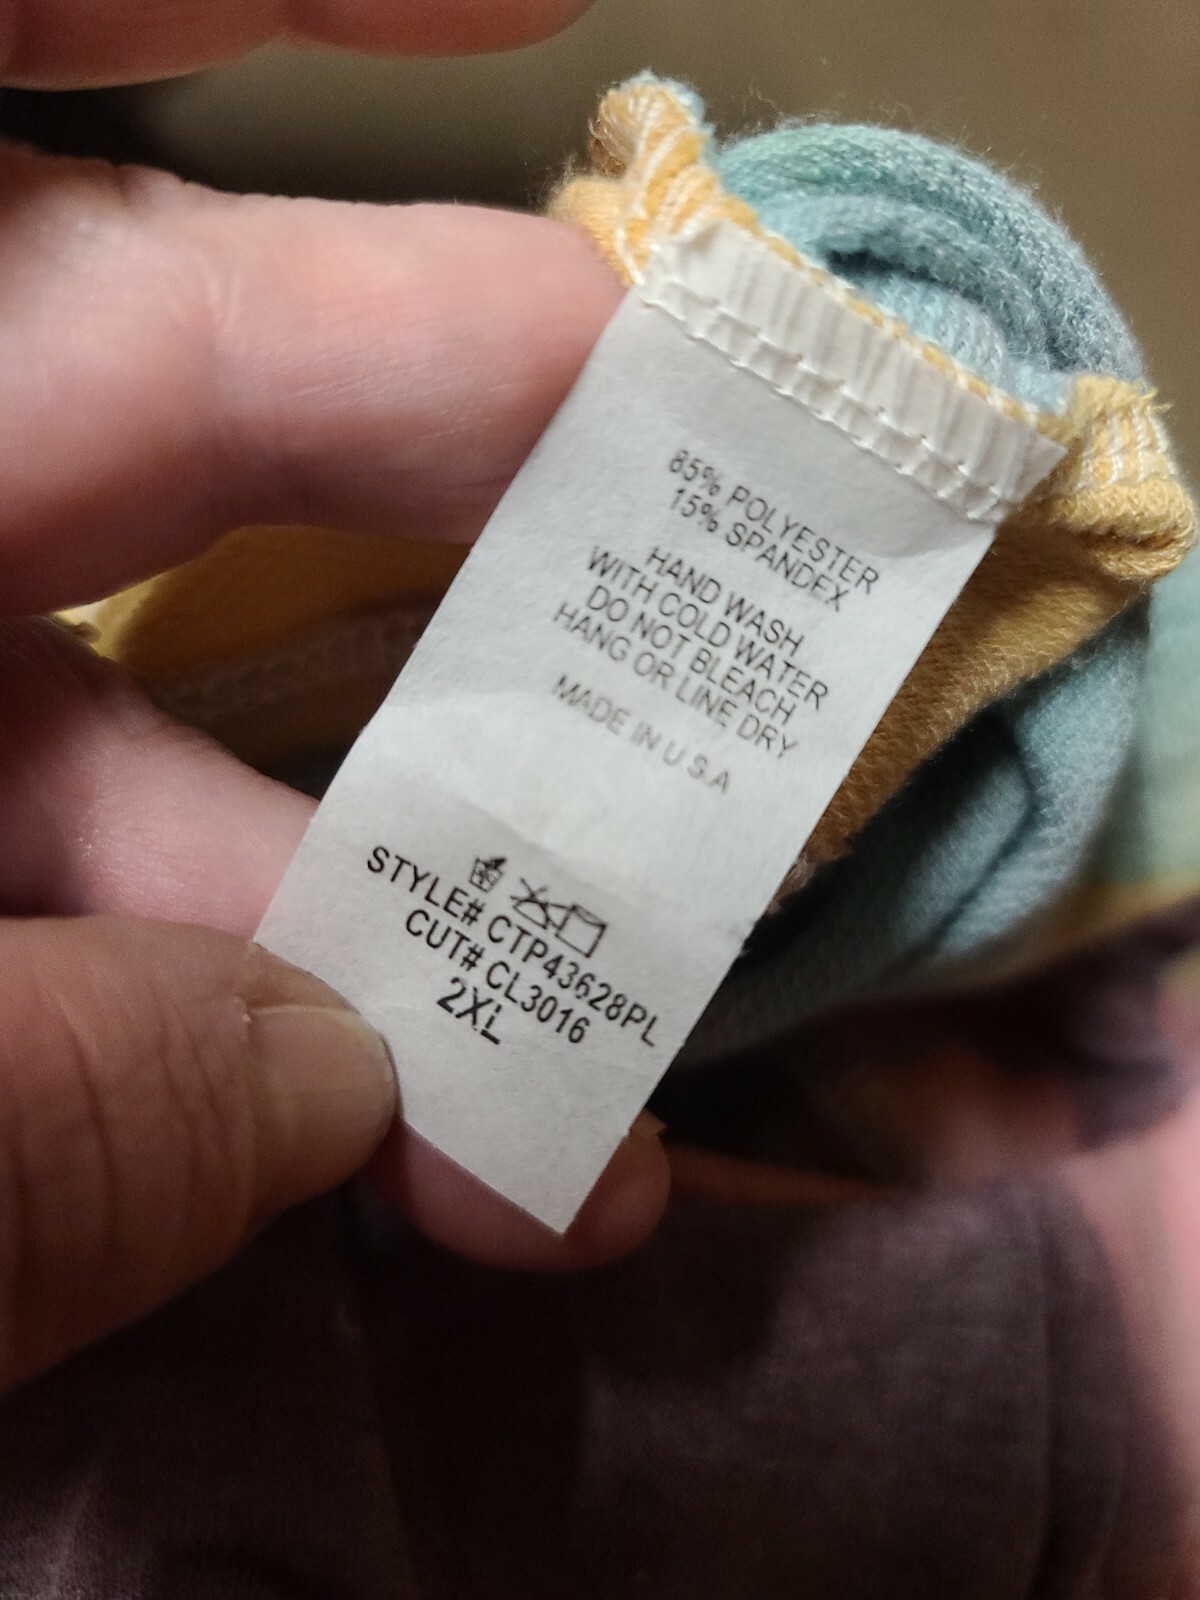 85% POLYESTER
15% SPANDEX
HAND WASH
WITH COLD WATER
DO NOT BLEACH
HANG OR LINE DRY
MADE IN U S.A
STYLE# CTP43628PL
CUT# CL3016
2XL